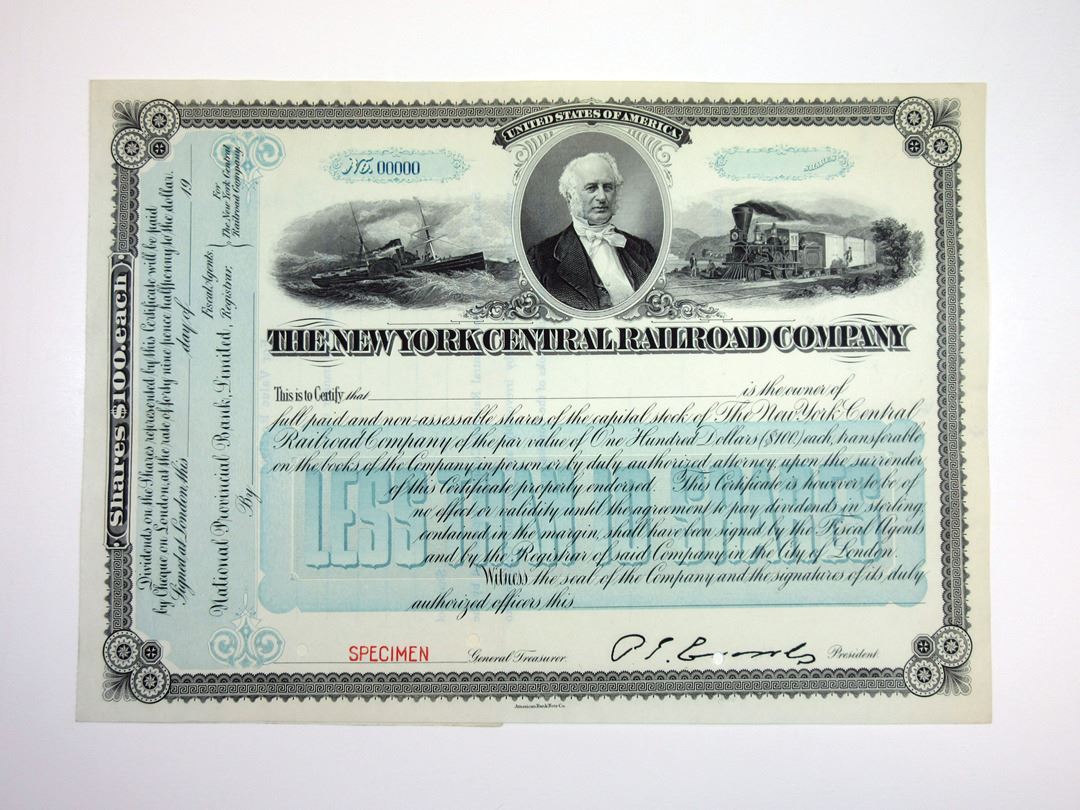 UNITED STATES OF AMERICA
No. 00000
SHARES
THE NEW YORK CENTRAL RAILROAD COMPANY
This is to Certify that is the owner of
full paid and non-assessable shares of the capital stock of The New York Central
Railroad Company of the par value of One Hundred Dollars ($100) each, transferable
on the books of the Company in person or by duly authorized attorney upon the surrender
of this Certificate properly endorsed. This Certificate is however to be of
no effect or validity until the agreement to pay dividends in sterling,
contained in the margin, shall have been signed by the Fiscal Agents
and by the Registrar of said Company in the City of London.
Witness the seal of the Company and the signatures of its duly
authorized officers this
LESS THAN 10 SHARES
SPECIMEN General Treasurer. President.
American Bank Note Co.
Shares $100. each
Dividends on the Shares represented by this Certificate will be paid
by Cheque on London, at the rate of forty nine pence halfpenny to the dollar.
Signed at London, this day of 19
Fiscal Agents
National Provincial Bank, Limited, Registrar,
For
The New York Central
Railroad Company.
By